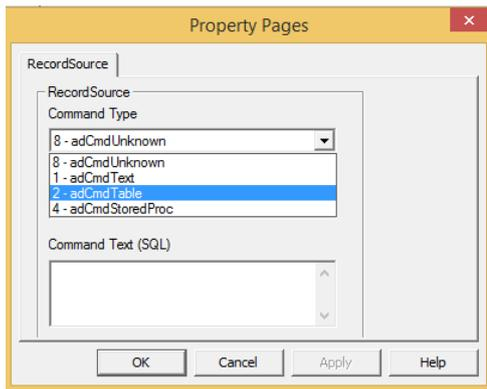 Property Pages
RecordSource
RecordSource
Command Type
8 - adCmdUnknown
8 - adCmdUnknown
1 - adCmdText
2 - adCmdTable
4 - adCmdStoredProc
Command Text (SQL)
OK Cancel Apply Help